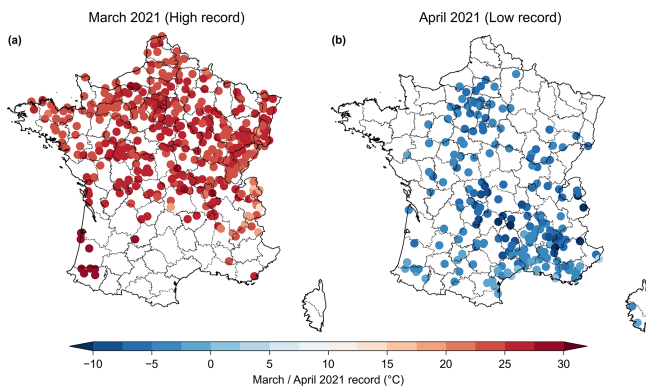 March 2021 (High record)
April 2021 (Low record)
(a)
(b)
−10 −5 0 5 10 15 20 25 30
March / April 2021 record (°C)